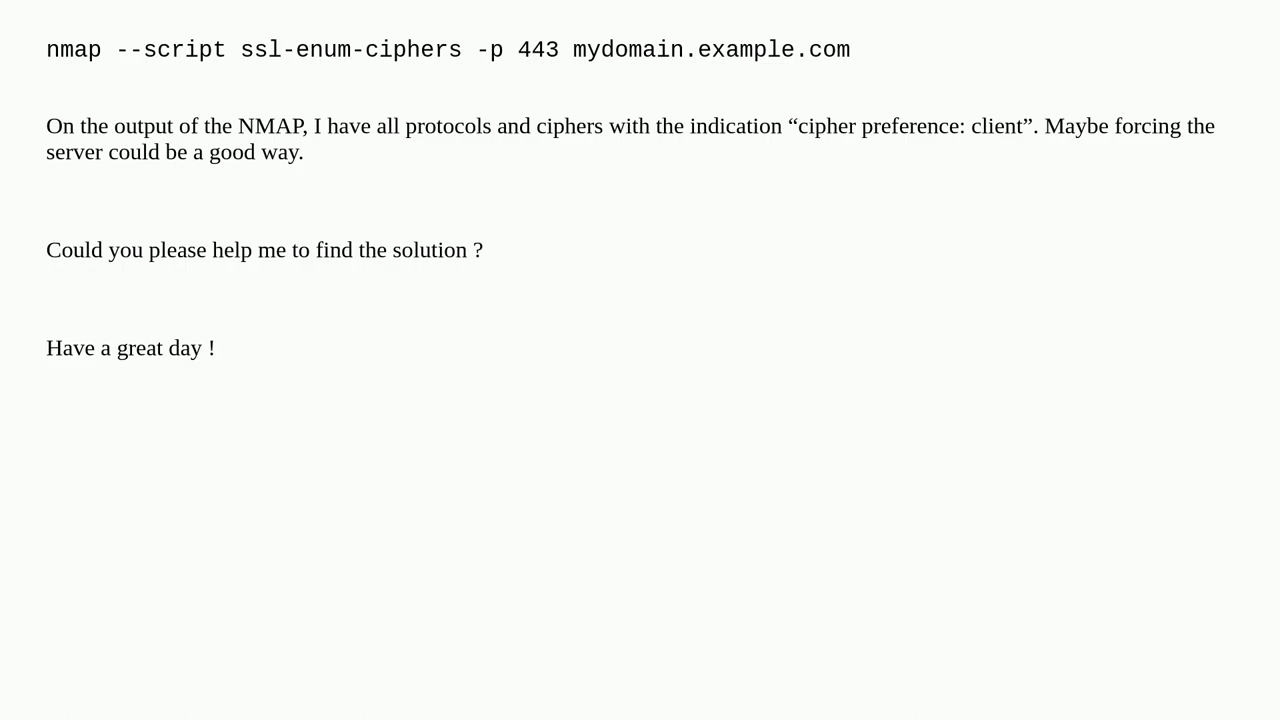 nmap --script ssl-enum-ciphers -p 443 mydomain.example.com
On the output of the NMAP, I have all protocols and ciphers with the indication “cipher preference: client”. Maybe forcing the
server could be a good way.
Could you please help me to find the solution ?
Have a great day !